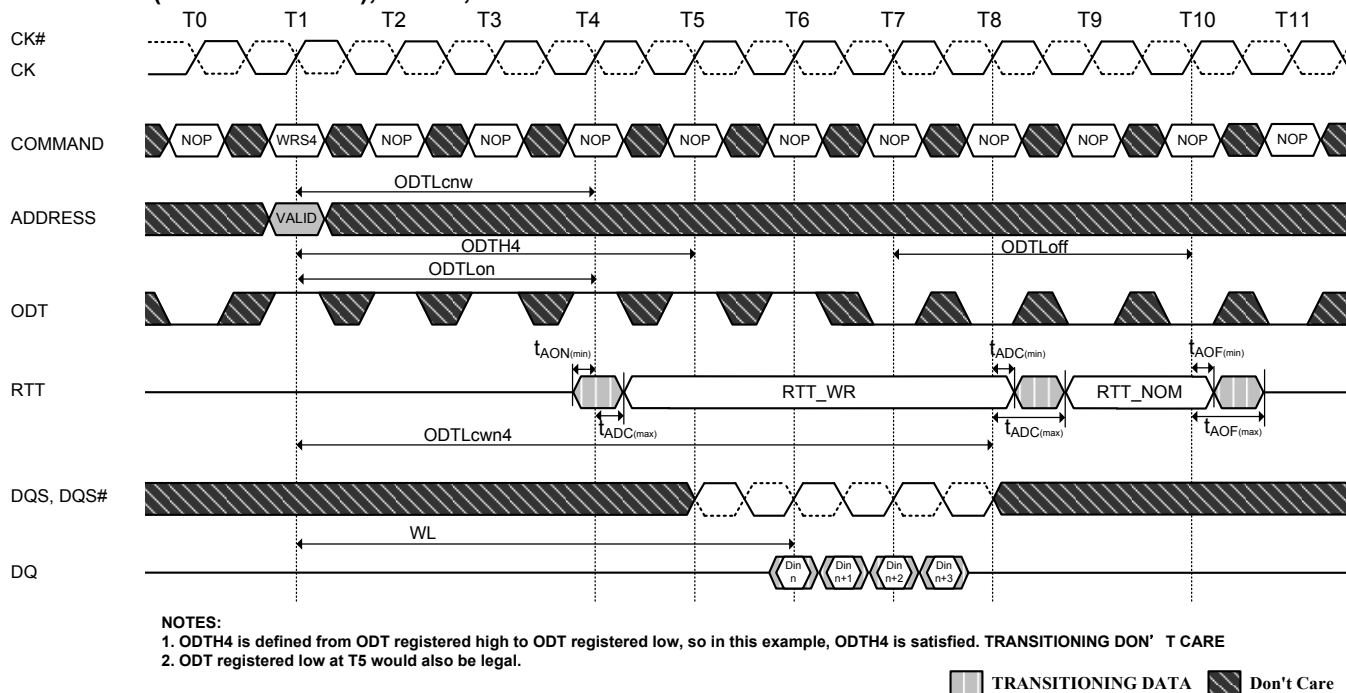 T0 T1 T2 T3 T4 T5 T6 T7 T8 T9 T10 T11
CK#
CK
COMMAND NOP WRS4 NOP NOP NOP NOP NOP NOP NOP NOP NOP NOP
ODTLcnw
ADDRESS VALID
ODTH4 ODTLoff
ODTLon
ODT
tAON(min) tADC(min) tAOF(min)
RTT RTT_WR RTT_NOM
tADC(max) tADC(max) tAOF(max)
ODTLcwn4
DQS, DQS#
WL
DQ Din n Din n+1 Din n+2 Din n+3
NOTES:
1. ODTH4 is defined from ODT registered high to ODT registered low, so in this example, ODTH4 is satisfied. TRANSITIONING DON’ T CARE
2. ODT registered low at T5 would also be legal.
TRANSITIONING DATA Don't Care